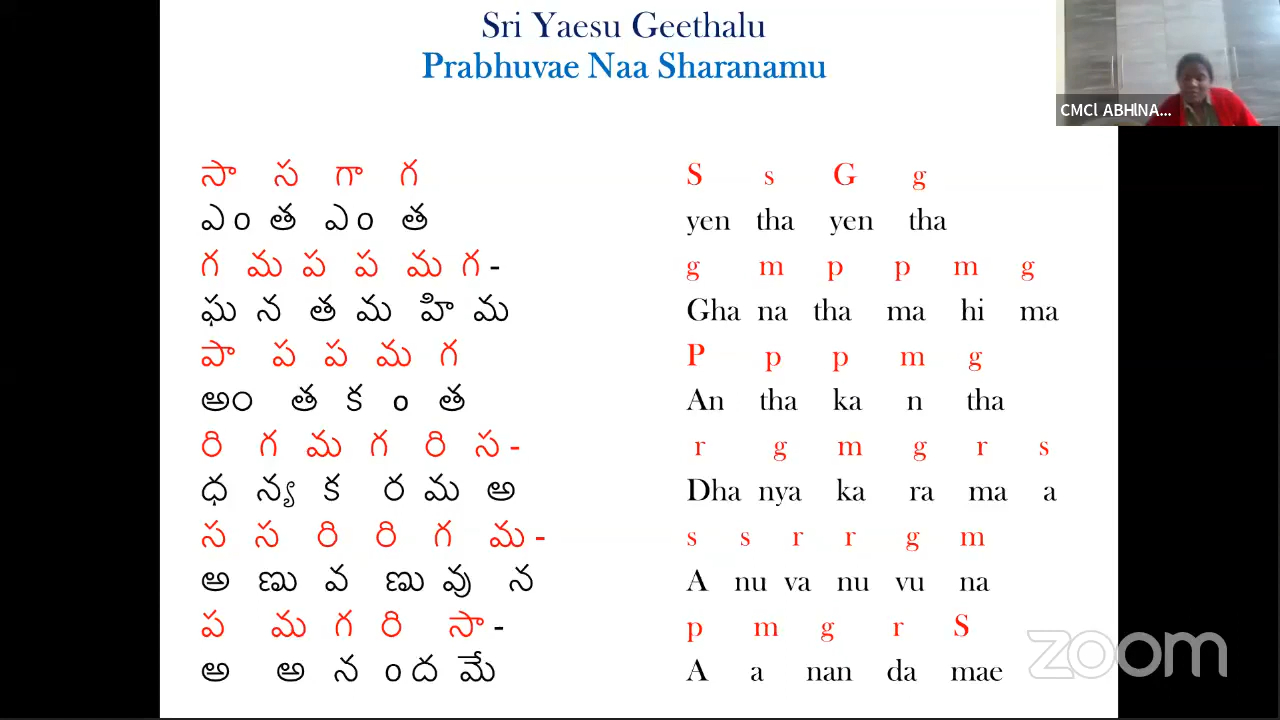 Sri Yaesu Geethalu
Prabhuvae Naa Sharanamu
CMCl ABHlNA...
సా స గా గ
ఎ ం త ఎ ం త
గ మ ప ప మ గ -
ఘ న త మ హి మ
పా ప ప మ గ
అం త క ం త
రి గ మ గ రి స -
ధ న్య క ర మ అ
స స రి రి గ మ -
అ ణు వ ణు వు న
ప మ గ రి సా -
అ అ న ం ద మే
S s G g
yen tha yen tha
g m p p m g
Gha na tha ma hi ma
P p p m g
An tha ka n tha
r g m g r s
Dha nya ka ra ma a
s s r r g m
A nu va nu vu na
p m g r S
A a nan da mae
zoom